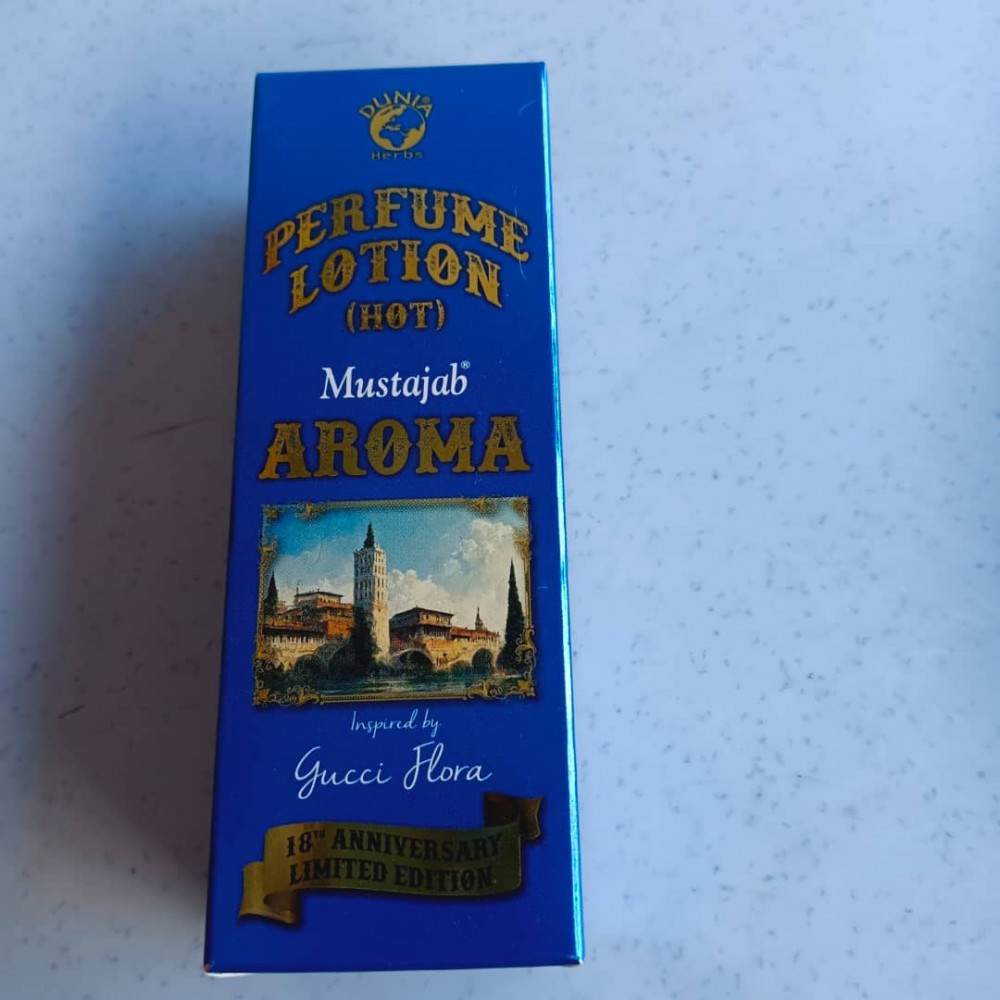 DUNIA®
Herbs
PERFUME
LOTION
(HOT)
Mustajab®
AROMA
Inspired by
Gucci Flora
18TH ANNIVERSARY
LIMITED EDITION